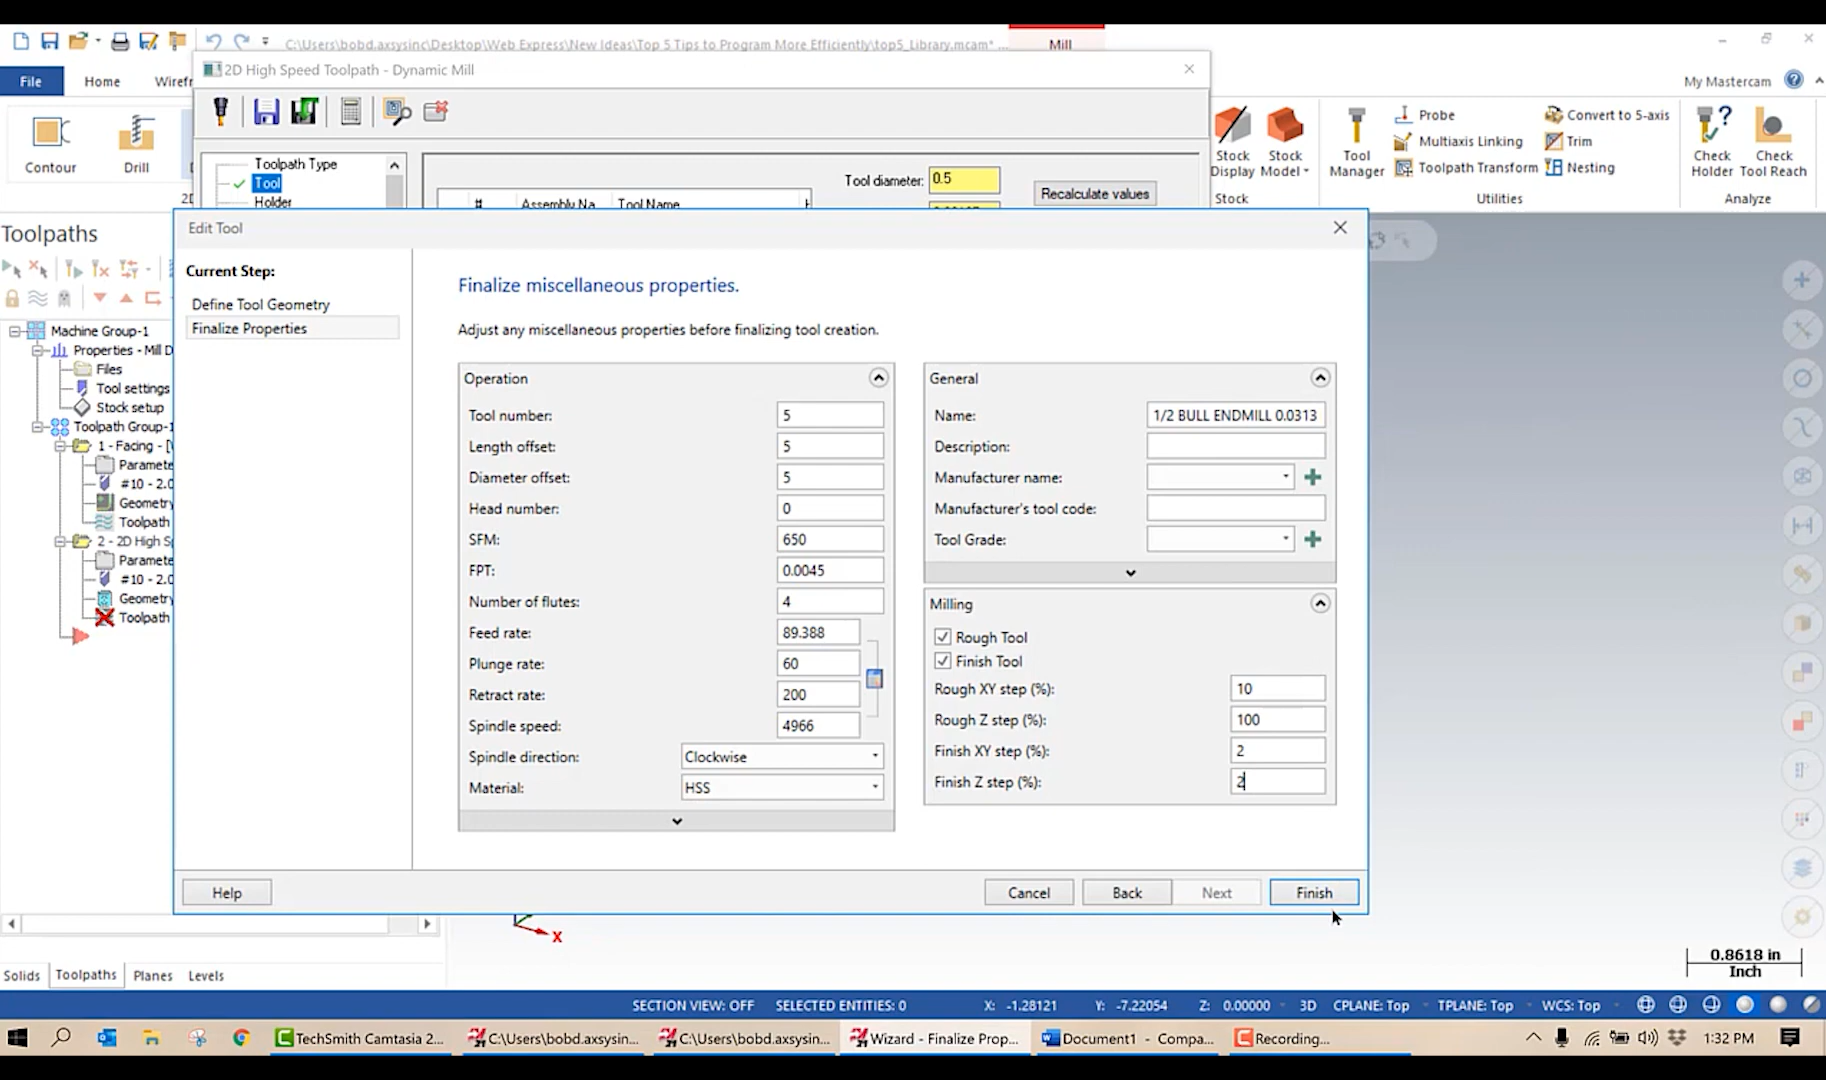 C:\Users\bobd.axsysinc\Desktop\Web Express\New Ideas\Top 5 Tips to Program More Efficiently\top5_Library.mcam* ...
Mill
File
Home
Wirefr
My Mastercam
2D High Speed Toolpath - Dynamic Mill
Contour
Drill
2D
Toolpath Type
Tool
Holder
# Assembly Na... Tool Name
Tool diameter: 0.5
Recalculate values
Stock Display
Stock Model
Stock
Tool Manager
Probe
Multiaxis Linking
Toolpath Transform
Convert to 5-axis
Trim
Nesting
Utilities
Check Holder
Check Tool Reach
Analyze
Toolpaths
Machine Group-1
Properties - Mill D
Files
Tool settings
Stock setup
Toolpath Group-1
1 - Facing - [
Paramete
#10 - 2.0
Geometry
Toolpath
2 - 2D High S
Paramete
#10 - 2.0
Geometry
Toolpath
Edit Tool
Current Step:
Define Tool Geometry
Finalize Properties
Finalize miscellaneous properties.
Adjust any miscellaneous properties before finalizing tool creation.
Operation
Tool number: 5
Length offset: 5
Diameter offset: 5
Head number: 0
SFM: 650
FPT: 0.0045
Number of flutes: 4
Feed rate: 89.388
Plunge rate: 60
Retract rate: 200
Spindle speed: 4966
Spindle direction: Clockwise
Material: HSS
General
Name: 1/2 BULL ENDMILL 0.0313
Description:
Manufacturer name:
Manufacturer's tool code:
Tool Grade:
Milling
Rough Tool
Finish Tool
Rough XY step (%): 10
Rough Z step (%): 100
Finish XY step (%): 2
Finish Z step (%): 2
Help
Cancel
Back
Next
Finish
X
0.8618 in
Inch
Solids
Toolpaths
Planes
Levels
SECTION VIEW: OFF SELECTED ENTITIES: 0 X: -1.28121 Y: -7.22054 Z: 0.00000 3D CPLANE: Top TPLANE: Top WCS: Top
TechSmith Camtasia 2...
C:\Users\bobd.axsysin...
C:\Users\bobd.axsysin...
Wizard - Finalize Prop...
Document1 - Compa...
Recording...
1:32 PM